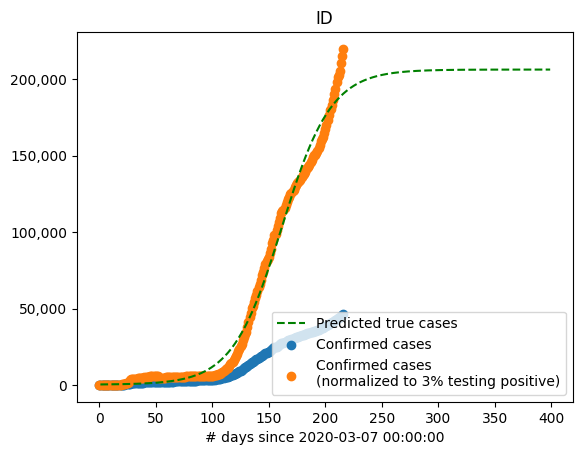 ID
200,000
150,000
100,000
50,000
0
Predicted true cases
Confirmed cases
Confirmed cases
(normalized to 3% testing positive)
0 50 100 150 200 250 300 350 400
# days since 2020-03-07 00:00:00